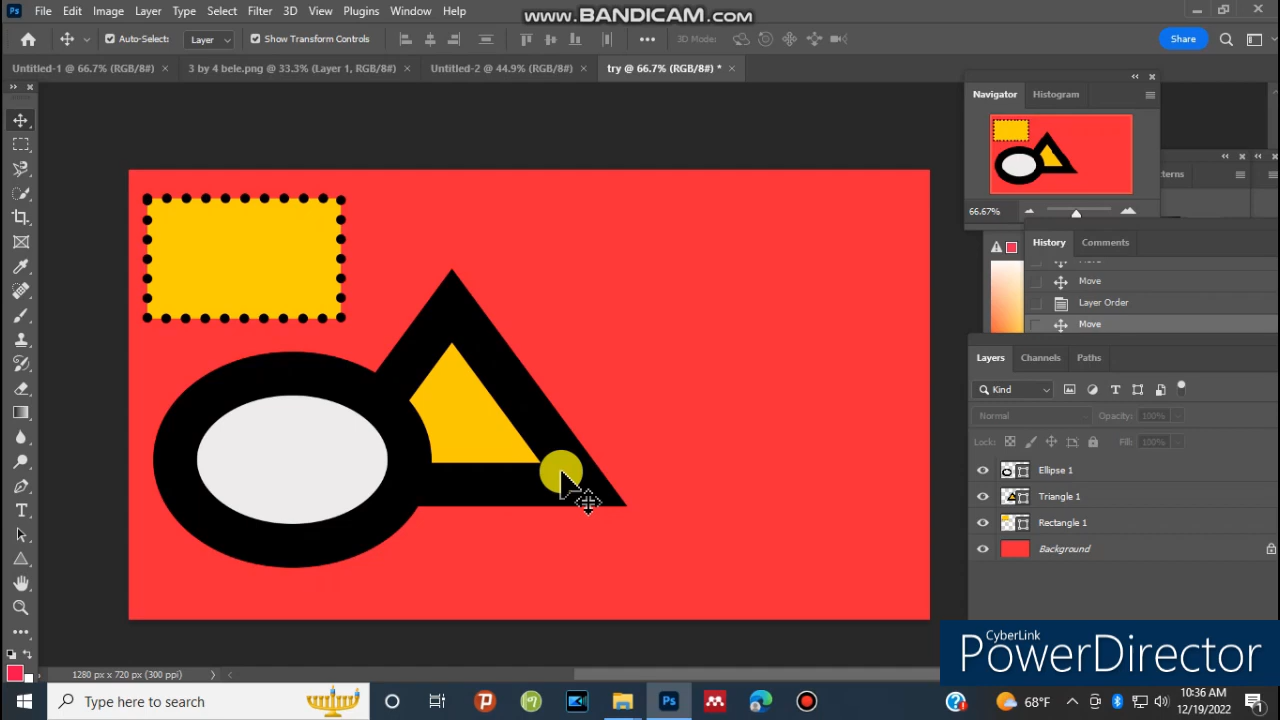 Ps File Edit Image Layer Type Select Filter 3D View Plugins Window Help
www.BANDICAM.com
Auto-Select: Layer Show Transform Controls ••• 3D Mode: Share
Untitled-1 @ 66.7% (RGB/8#) × 3 by 4 bele.png @ 33.3% (Layer 1, RGB/8#) × Untitled-2 @ 44.9% (RGB/8#) × try @ 66.7% (RGB/8#) * ×
Navigator Histogram
tterns
66.67%
History Comments
Move
Layer Order
Move
Layers Channels Paths
Kind
Normal Opacity: 100%
Lock: Fill: 100%
Ellipse 1
Triangle 1
Rectangle 1
Background
CyberLink
PowerDirector
1280 px x 720 px (300 ppi)
Type here to search
Ps
68°F
10:36 AM
12/19/2022